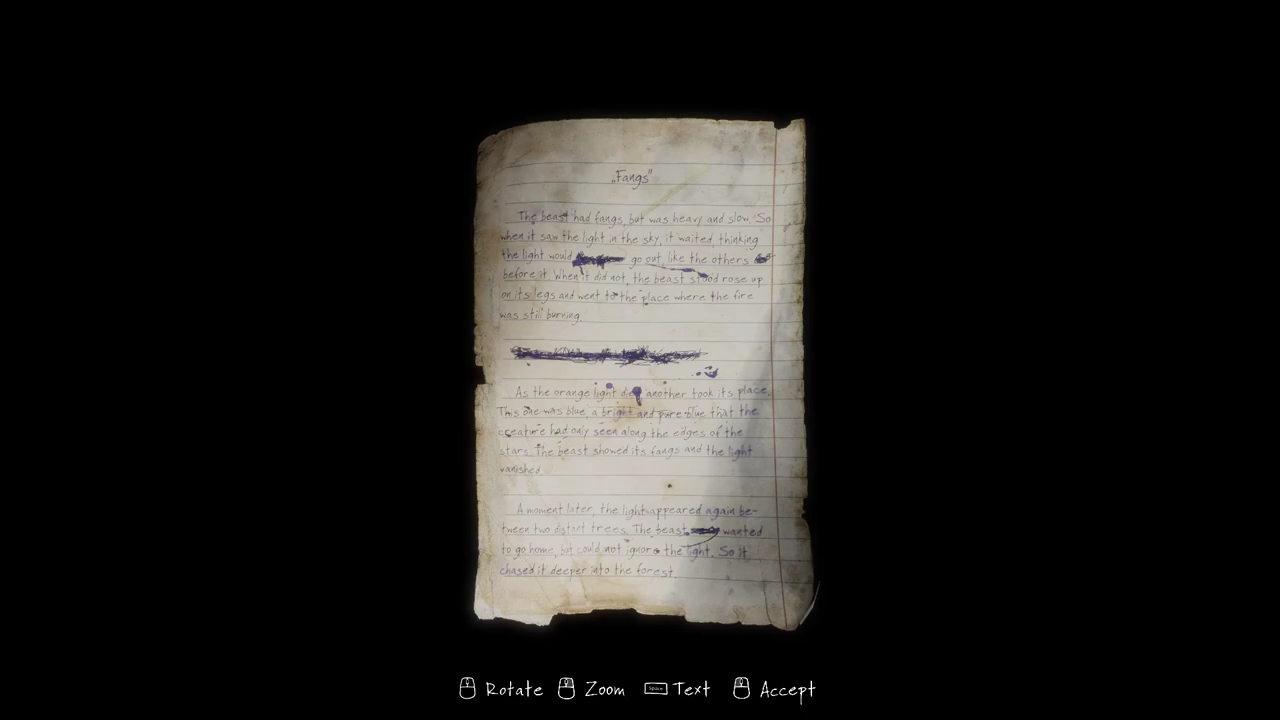 „Fangs"
The beast had fangs, but was heavy and slow. So
when it saw the light in the sky, it waited, thinking
the light would go out, like the others
before it. When it did not, the beast stood rose up
on its legs and went to the place where the fire
was still burning.
As the orange light died another took its place.
This one was blue, a bright and pure blue that the
creature had only seen along the edges of the
stars. The beast showed its fangs and the light
vanished.
A moment later, the lights appeared again be-
tween two distant trees. The beast wanted
to go home, but could not ignore the light. So it
chased it deeper into the forest.
Rotate Zoom Space Text Accept